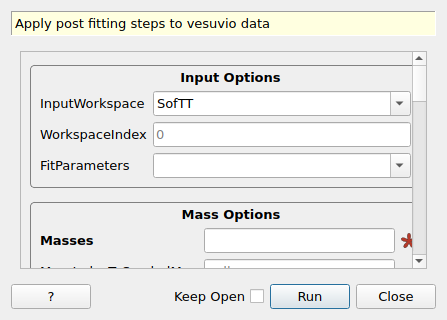 Apply post fitting steps to vesuvio data
Input Options
InputWorkspace SofTT
WorkspaceIndex 0
FitParameters
Mass Options
Masses
? Keep Open Run Close